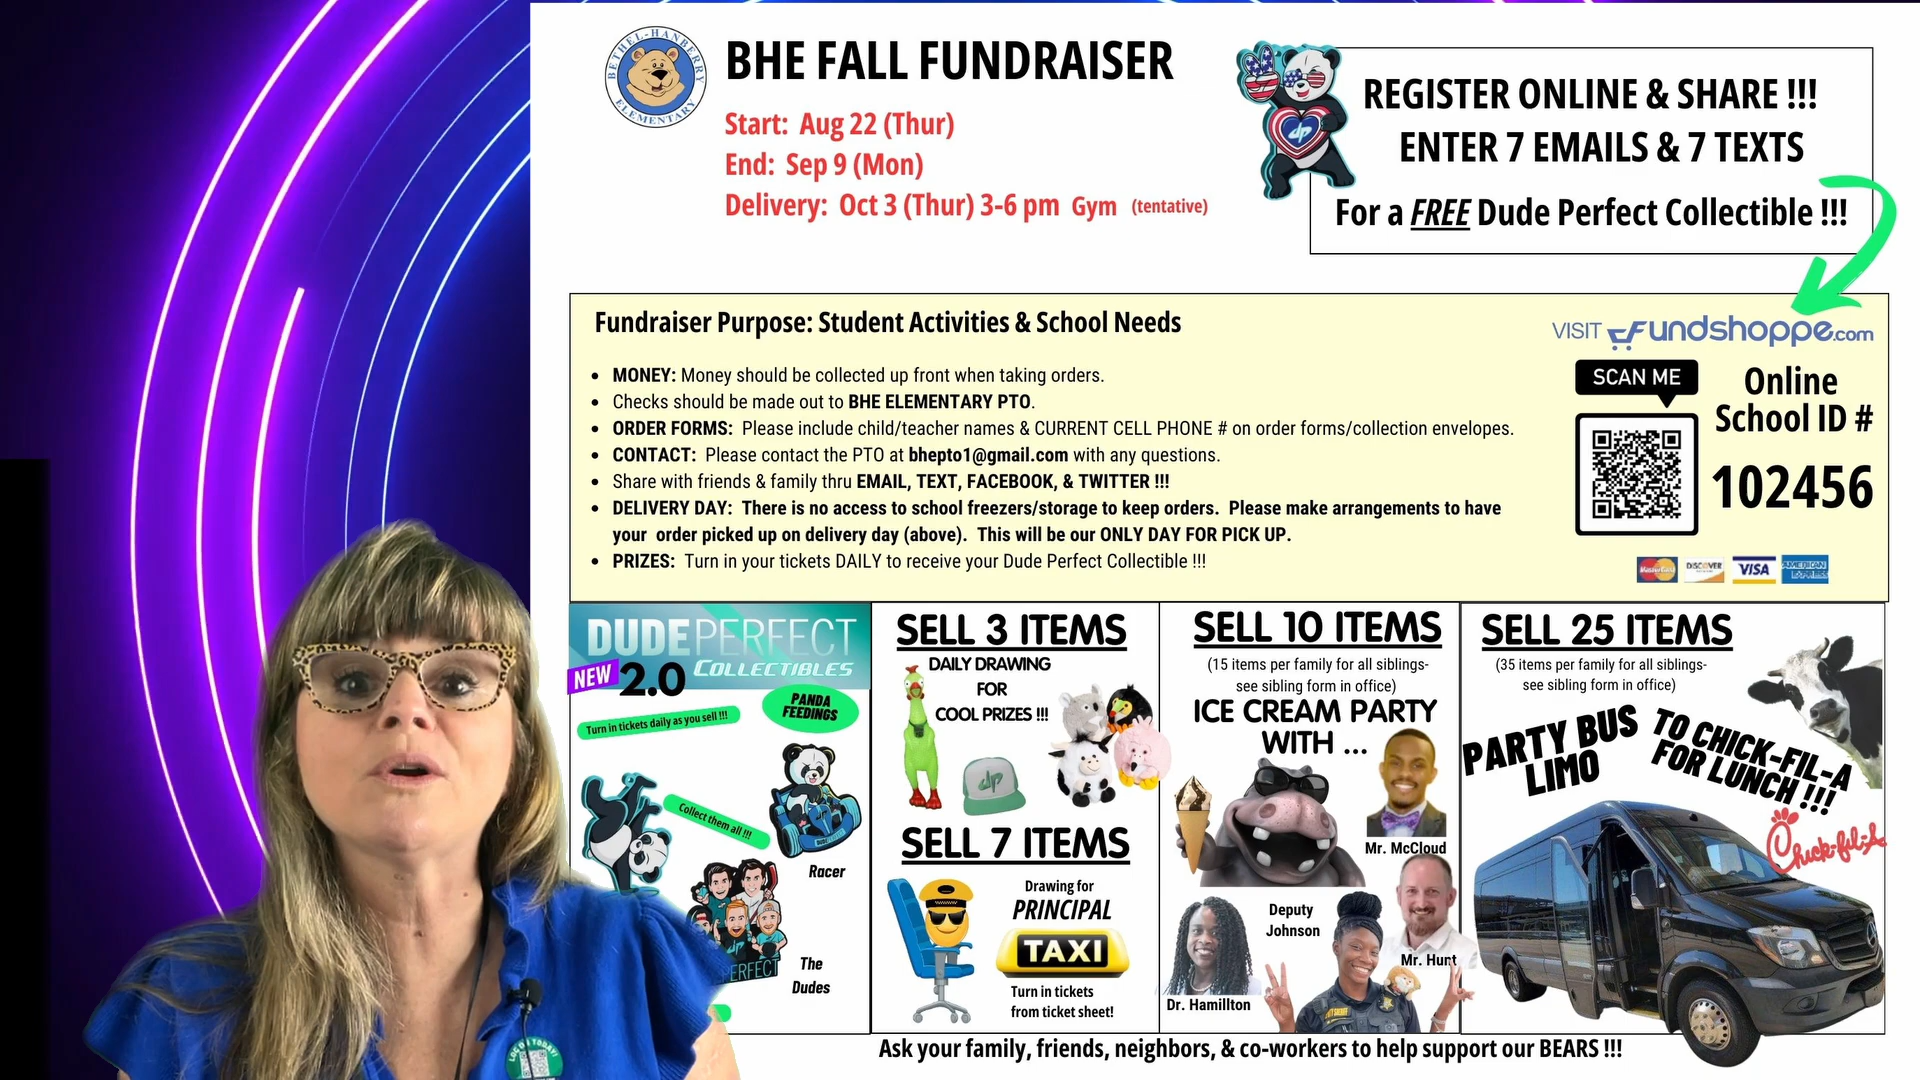 BETHEL-HANBERRY
ELEMENTARY
BHE FALL FUNDRAISER
Start: Aug 22 (Thur)
End: Sep 9 (Mon)
Delivery: Oct 3 (Thur) 3-6 pm Gym (tentative)
dp
REGISTER ONLINE & SHARE !!!
ENTER 7 EMAILS & 7 TEXTS
For a FREE Dude Perfect Collectible !!!
Fundraiser Purpose: Student Activities & School Needs
• MONEY: Money should be collected up front when taking orders.
• Checks should be made out to BHE ELEMENTARY PTO.
• ORDER FORMS: Please include child/teacher names & CURRENT CELL PHONE # on order forms/collection envelopes.
• CONTACT: Please contact the PTO at bhepto1@gmail.com with any questions.
• Share with friends & family thru EMAIL, TEXT, FACEBOOK, & TWITTER !!!
• DELIVERY DAY: There is no access to school freezers/storage to keep orders. Please make arrangements to have
your order picked up on delivery day (above). This will be our ONLY DAY FOR PICK UP.
• PRIZES: Turn in your tickets DAILY to receive your Dude Perfect Collectible !!!
VISIT Fundshoppe.com
SCAN ME
Online
School ID #
102456
MasterCard
DISCOVER
VISA
AMERICAN
EXPRESS
DUDE PERFECT
COLLECTIBLES
NEW 2.0
PANDA
FEEDINGS
Turn in tickets daily as you sell !!!
Collect them all !!!
DUDE
Racer
ERFECT
The
Dudes
SELL 3 ITEMS
DAILY DRAWING
FOR
COOL PRIZES !!!
dp
SELL 7 ITEMS
Drawing for
PRINCIPAL
TAXI
Turn in tickets
from ticket sheet!
SELL 10 ITEMS
(15 items per family for all siblings-
see sibling form in office)
ICE CREAM PARTY
WITH ...
Mr. McCloud
Deputy
Johnson
Mr. Hunt
Dr. Hamillton
SELL 25 ITEMS
(35 items per family for all siblings-
see sibling form in office)
PARTY BUS
LIMO
TO CHICK-FIL-A
FOR LUNCH !!!
Chick-fil-A
Ask your family, friends, neighbors, & co-workers to help support our BEARS !!!